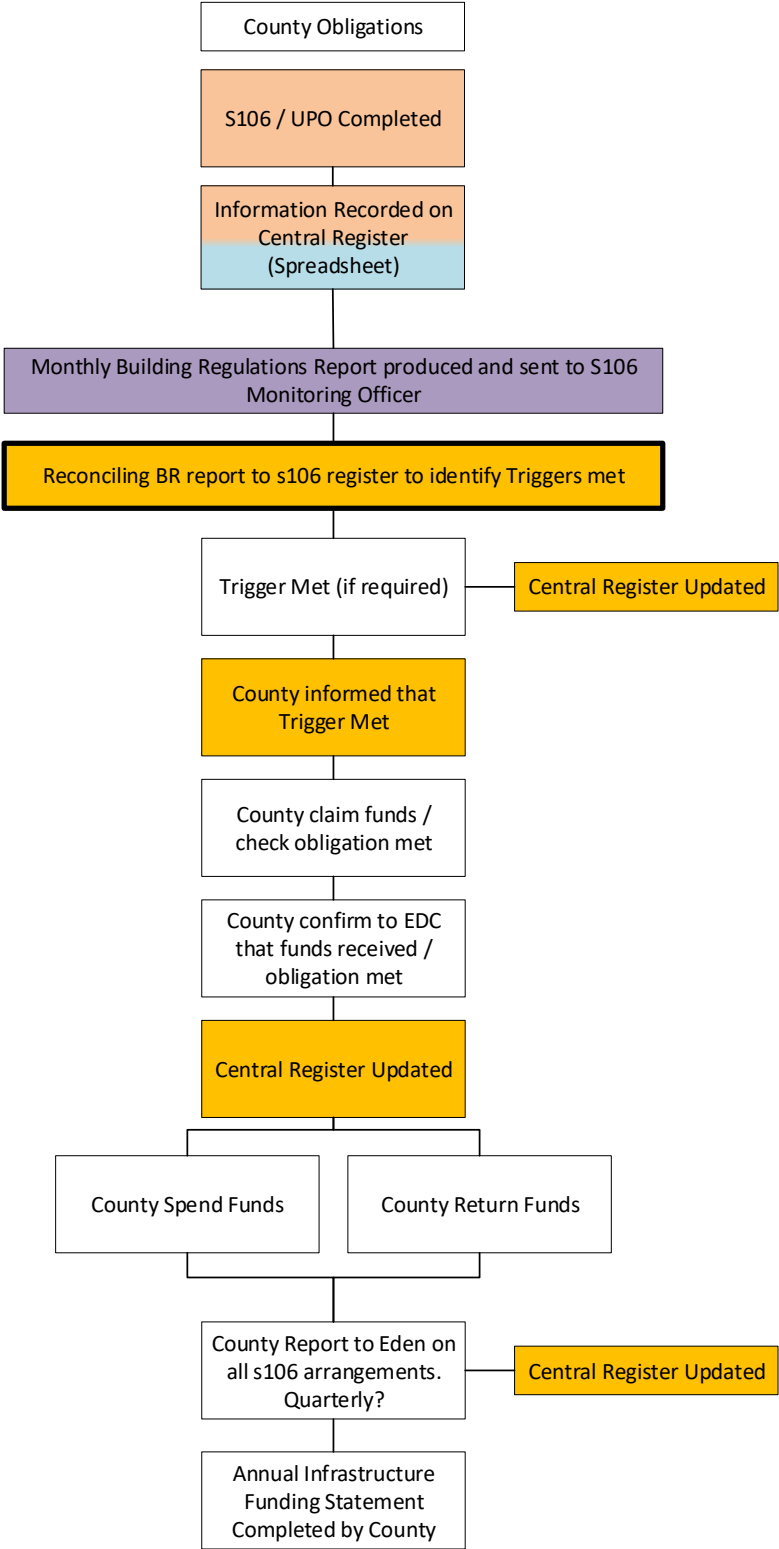 County Obligations
S106 / UPO Completed
Information Recorded on
Central Register
(Spreadsheet)
Monthly Building Regulations Report produced and sent to S106
Monitoring Officer
Reconciling BR report to s106 register to identify Triggers met
Trigger Met (if required)
Central Register Updated
County informed that
Trigger Met
County claim funds /
check obligation met
County confirm to EDC
that funds received /
obligation met
Central Register Updated
County Spend Funds
County Return Funds
County Report to Eden on
all s106 arrangements.
Quarterly?
Central Register Updated
Annual Infrastructure
Funding Statement
Completed by County